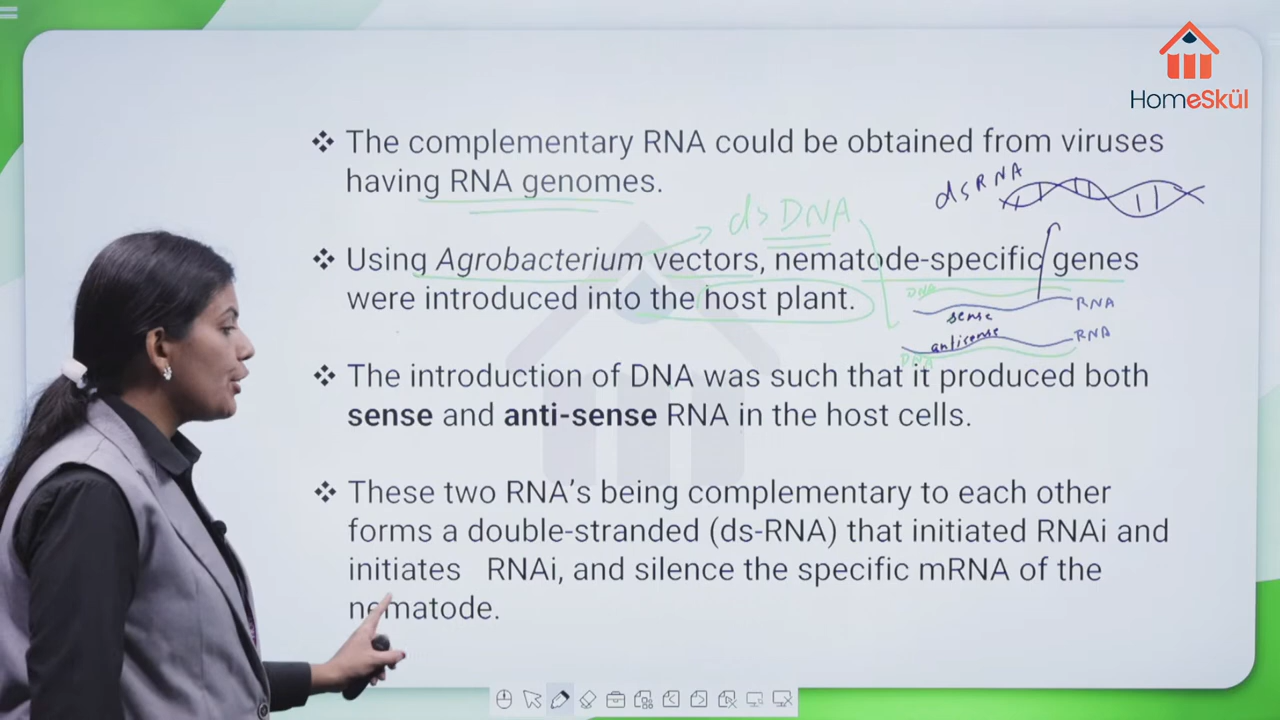 HomeSkül
❖ The complementary RNA could be obtained from viruses
having RNA genomes.
dsRNA
dsDNA
❖ Using Agrobacterium vectors, nematode-specific genes
were introduced into the host plant.
DNA
RNA
sense
antisense
RNA
DNA
❖ The introduction of DNA was such that it produced both
sense and anti-sense RNA in the host cells.
❖ These two RNA's being complementary to each other
forms a double-stranded (ds-RNA) that initiated RNAi and
initiates RNAi, and silence the specific mRNA of the
nematode.